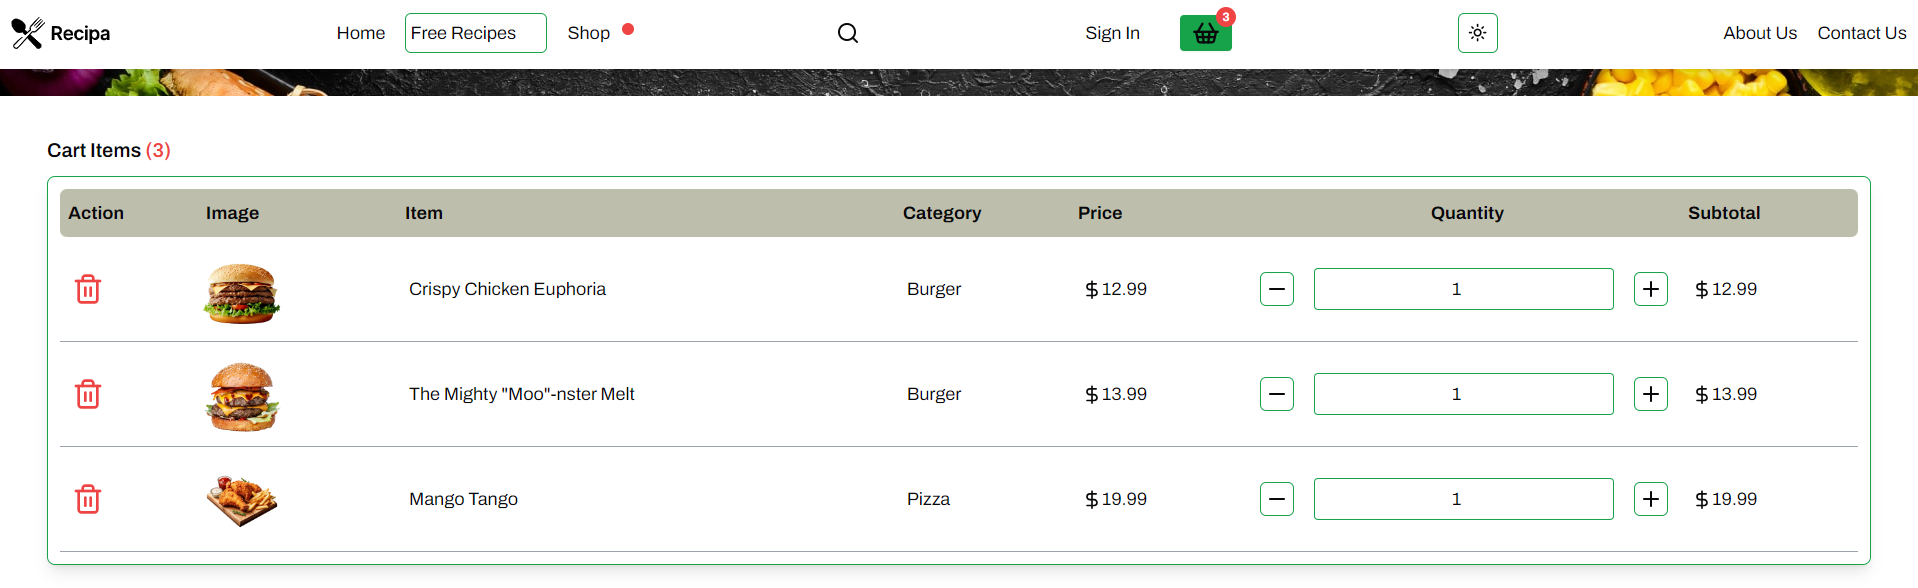 Recipa Home Free Recipes Shop Sign In 3 About Us Contact Us
Cart Items (3)
Action Image Item Category Price Quantity Subtotal
Crispy Chicken Euphoria Burger $12.99 1 $12.99
The Mighty "Moo"-nster Melt Burger $13.99 1 $13.99
Mango Tango Pizza $19.99 1 $19.99